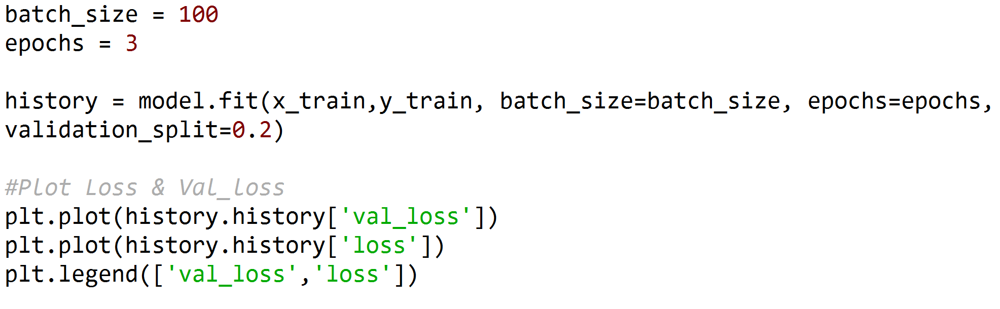 batch_size = 100
epochs = 3
history = model.fit(x_train,y_train, batch_size=batch_size, epochs=epochs,
validation_split=0.2)
#Plot Loss & Val_loss
plt.plot(history.history['val_loss'])
plt.plot(history.history['loss'])
plt.legend(['val_loss','loss'])